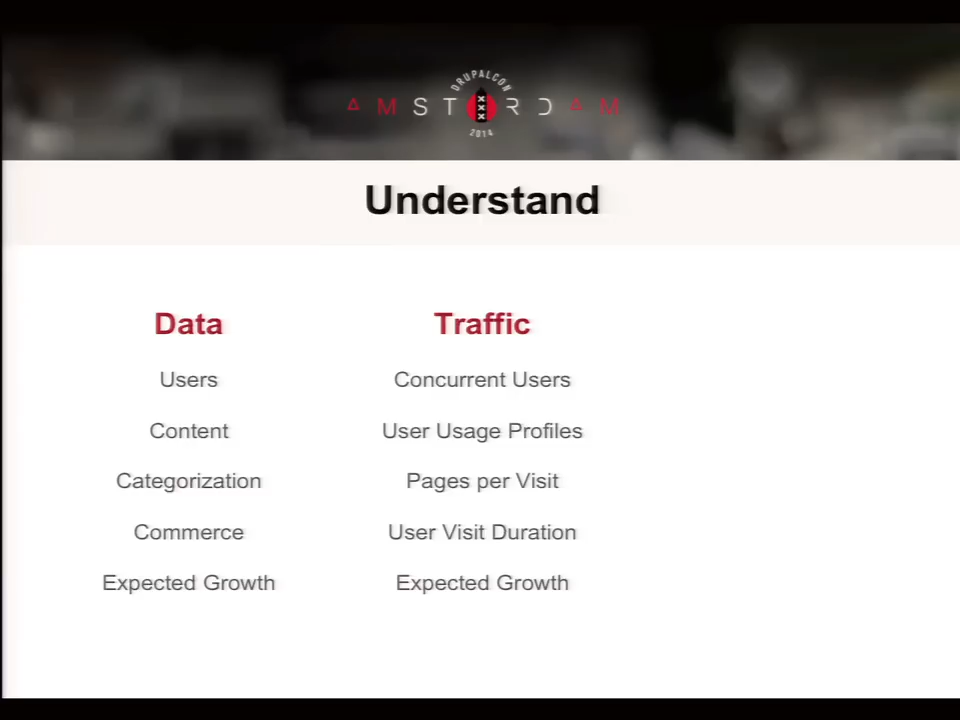 DRUPALCON
AMSTERDAM
2014
Understand
Data
Users
Content
Categorization
Commerce
Expected Growth
Traffic
Concurrent Users
User Usage Profiles
Pages per Visit
User Visit Duration
Expected Growth